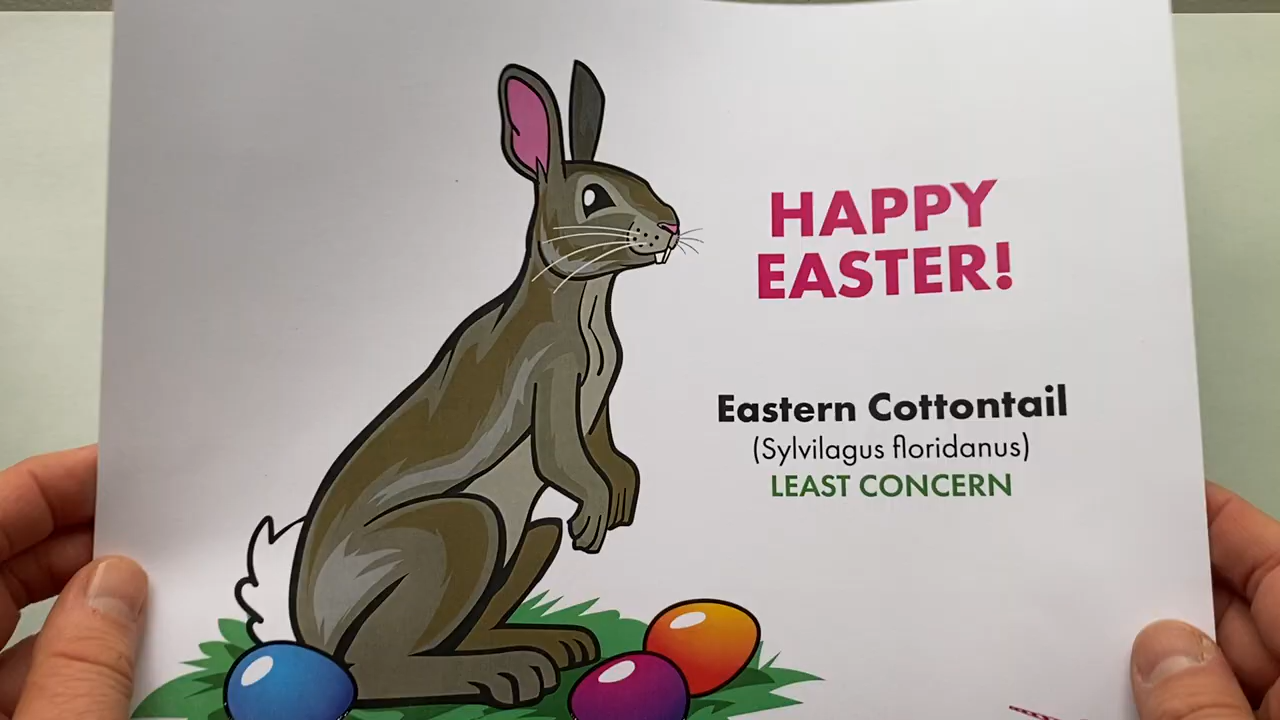 HAPPY
EASTER!
Eastern Cottontail
(Sylvilagus floridanus)
LEAST CONCERN